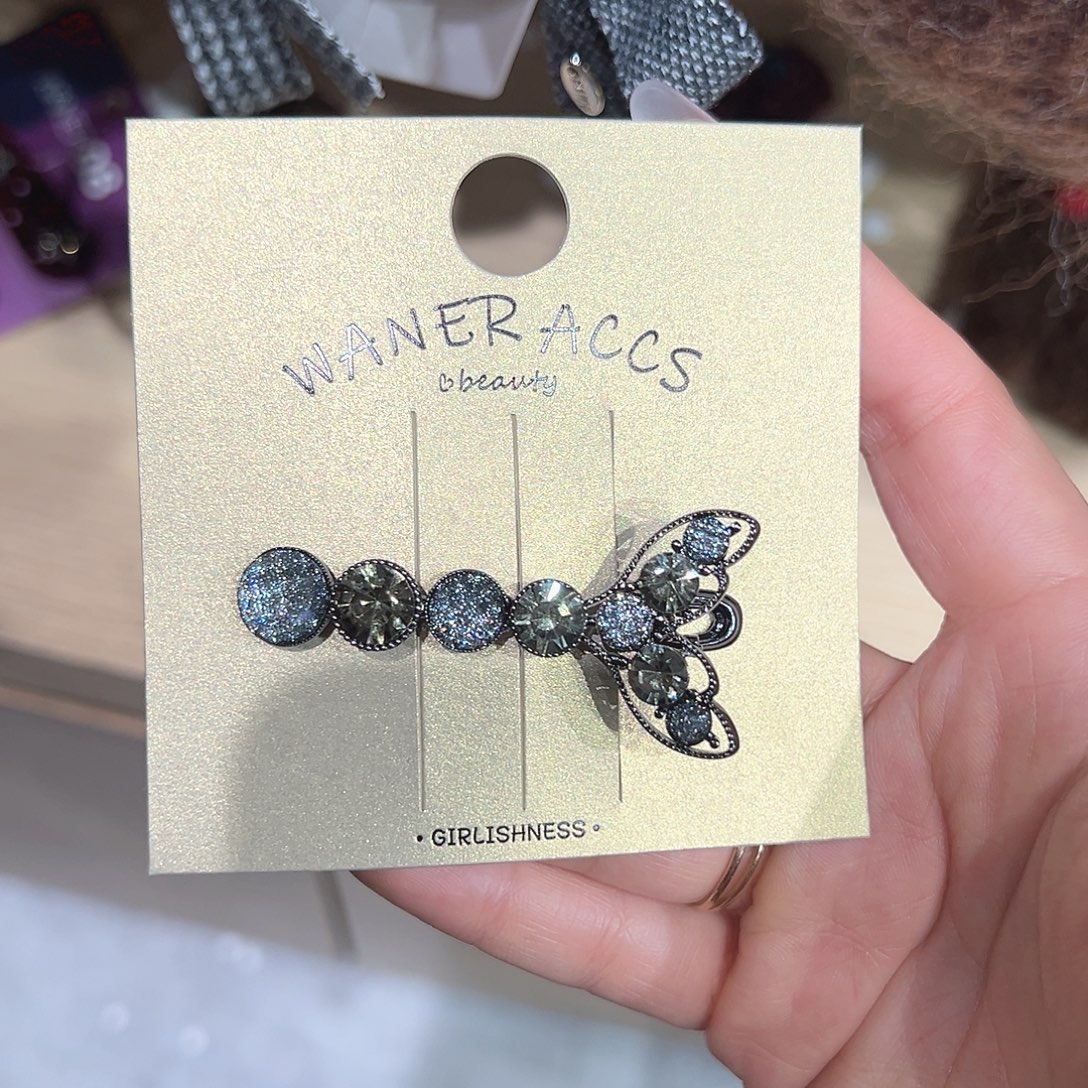 WANER ACCS
♡beauty
• GIRLISHNESS •